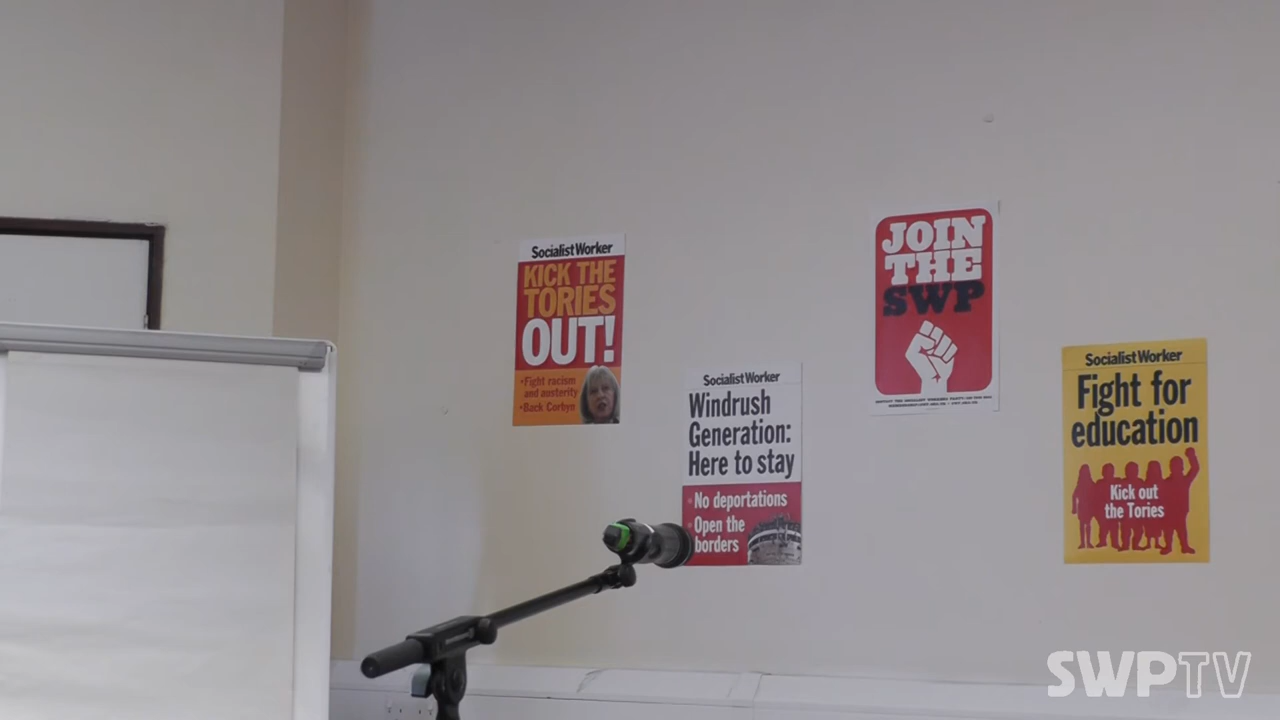 Socialist Worker
KICK THE
TORIES
OUT!
•Fight racism
and austerity
•Back Corbyn
Socialist Worker
Windrush
Generation:
Here to stay
• No deportations
• Open the
borders
JOIN
THE
SWP
Socialist Worker
Fight for
education
Kick out
the Tories
SWPTV